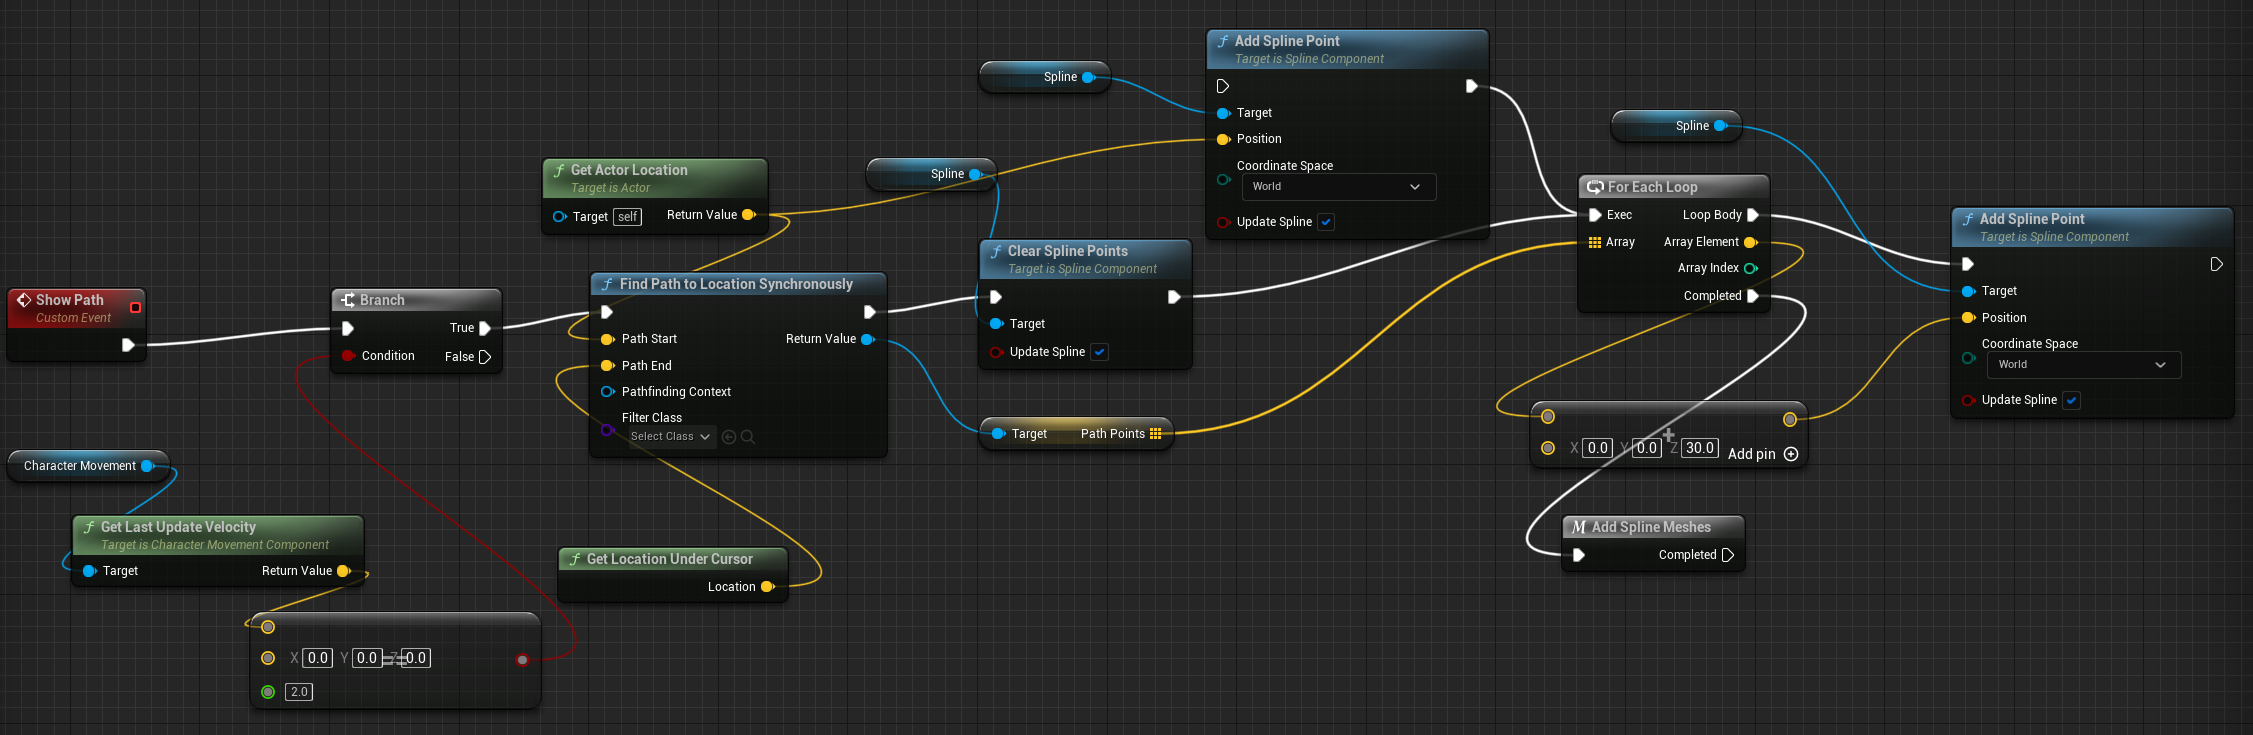 Show Path
Custom Event
Branch
True
Condition
False
Character Movement
Get Last Update Velocity
Target is Character Movement Component
Target
Return Value
X 0.0 Y 0.0 == Z 0.0
2.0
Get Actor Location
Target is Actor
Target self
Return Value
Find Path to Location Synchronously
Path Start
Return Value
Path End
Pathfinding Context
Filter Class
Select Class
Get Location Under Cursor
Location
Spline
Spline
Clear Spline Points
Target is Spline Component
Target
Update Spline
Target
Path Points
Add Spline Point
Target is Spline Component
Target
Position
Coordinate Space
World
Update Spline
Spline
For Each Loop
Exec
Loop Body
Array
Array Element
Array Index
Completed
X 0.0 Y 0.0 Z 30.0
Add pin
Add Spline Meshes
Completed
Add Spline Point
Target is Spline Component
Target
Position
Coordinate Space
World
Update Spline